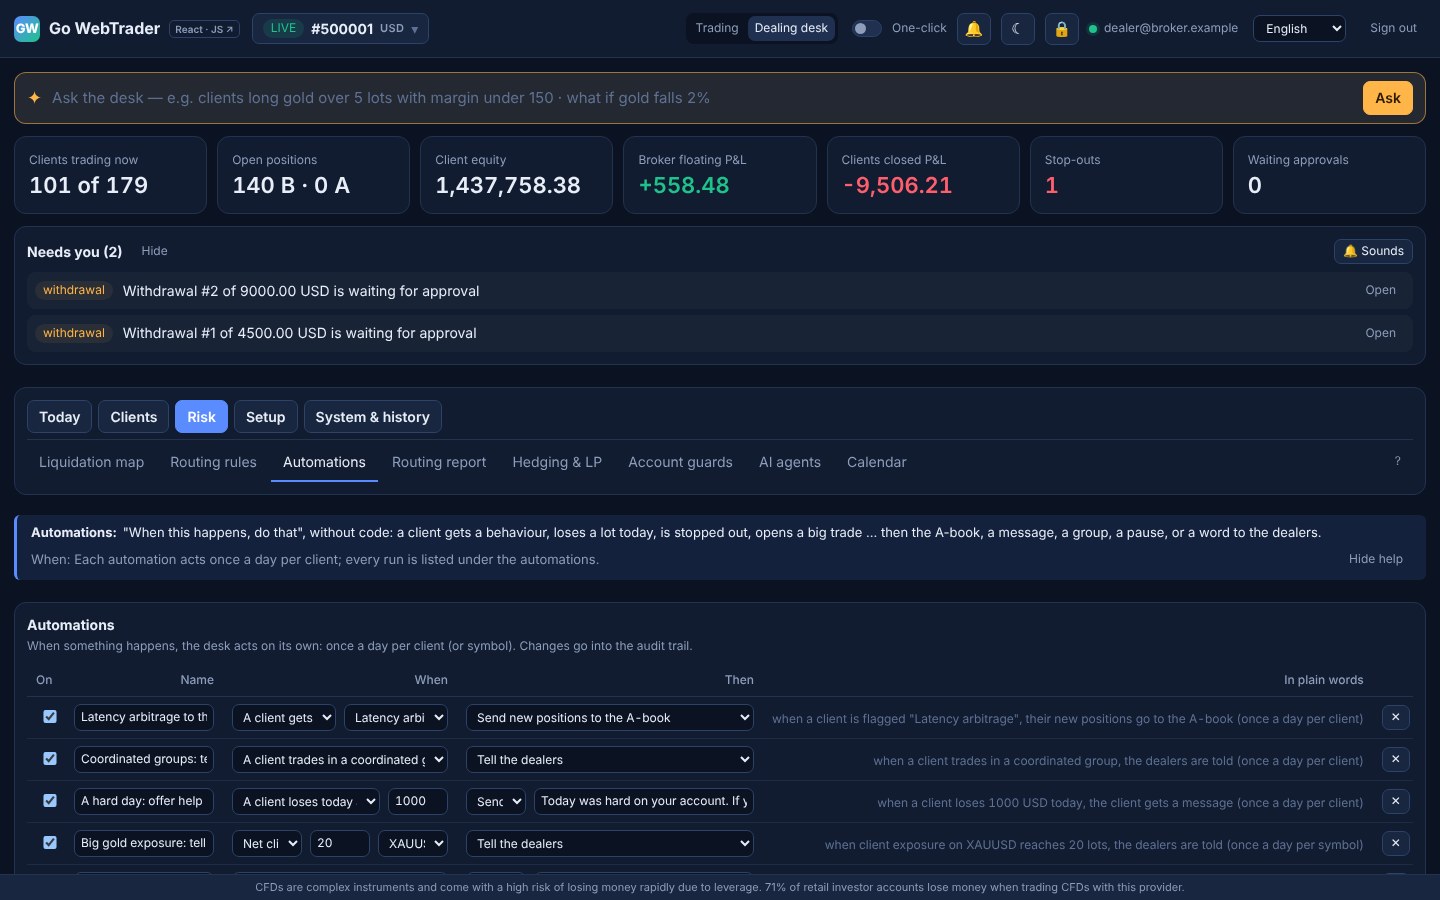 GW Go WebTrader React · JS ↗ LIVE #500001 USD ▾ Trading Dealing desk One-click dealer@broker.example English Sign out
Ask the desk — e.g. clients long gold over 5 lots with margin under 150 · what if gold falls 2% Ask
Clients trading now
101 of 179
Open positions
140 B · 0 A
Client equity
1,437,758.38
Broker floating P&L
+558.48
Clients closed P&L
-9,506.21
Stop-outs
1
Waiting approvals
0
Needs you (2) Hide Sounds
withdrawal Withdrawal #2 of 9000.00 USD is waiting for approval Open
withdrawal Withdrawal #1 of 4500.00 USD is waiting for approval Open
Today Clients Risk Setup System & history
Liquidation map Routing rules Automations Routing report Hedging & LP Account guards AI agents Calendar ?
Automations: "When this happens, do that", without code: a client gets a behaviour, loses a lot today, is stopped out, opens a big trade ... then the A-book, a message, a group, a pause, or a word to the dealers.
When: Each automation acts once a day per client; every run is listed under the automations. Hide help
Automations
When something happens, the desk acts on its own: once a day per client (or symbol). Changes go into the audit trail.
On Name When Then In plain words
Latency arbitrage to th A client gets Latency arbi Send new positions to the A-book when a client is flagged "Latency arbitrage", their new positions go to the A-book (once a day per client) ✕
Coordinated groups: te A client trades in a coordinated g Tell the dealers when a client trades in a coordinated group, the dealers are told (once a day per client) ✕
A hard day: offer help A client loses today 1000 Senc Today was hard on your account. If y when a client loses 1000 USD today, the client gets a message (once a day per client) ✕
Big gold exposure: tell Net cli 20 XAUU Tell the dealers when client exposure on XAUUSD reaches 20 lots, the dealers are told (once a day per symbol) ✕
CFDs are complex instruments and come with a high risk of losing money rapidly due to leverage. 71% of retail investor accounts lose money when trading CFDs with this provider.